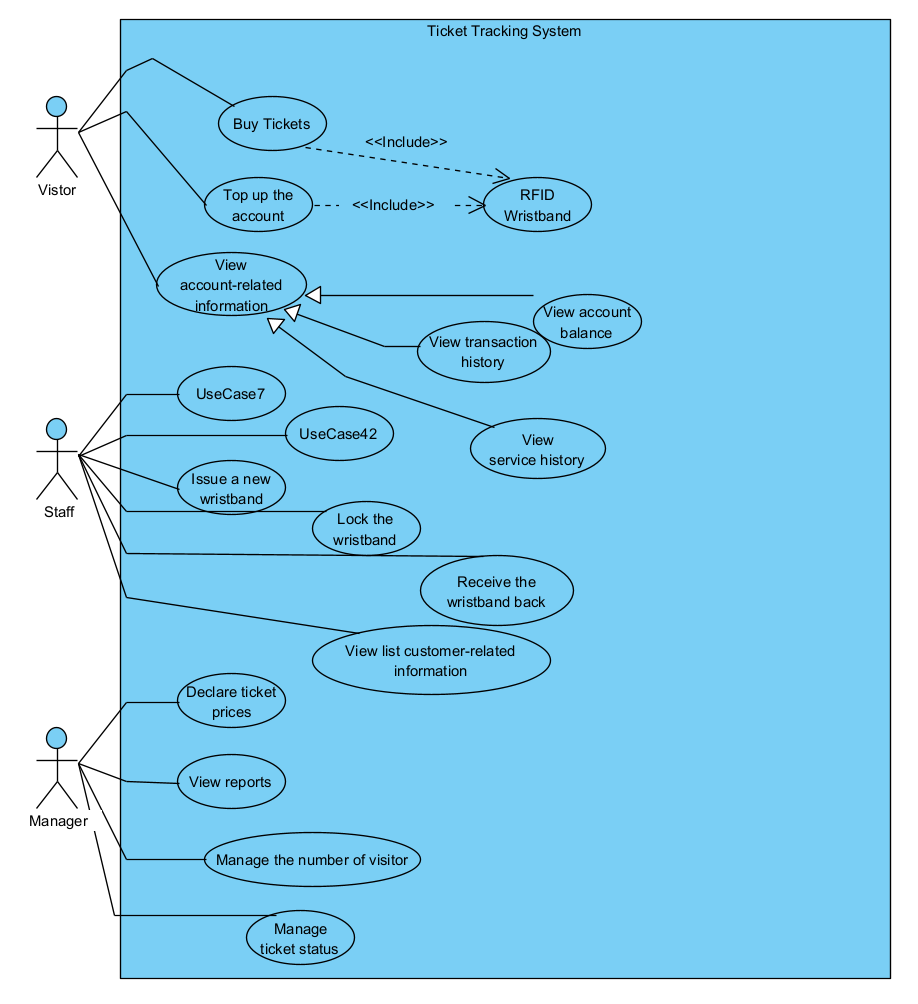 Ticket Tracking System
Buy Tickets
<<Include>>
Vistor
Top up the
account
<<Include>>
RFID
Wristband
View
account-related
information
View account
balance
View transaction
history
UseCase7
UseCase42
View
service history
Staff
Issue a new
wristband
Lock the
wristband
Receive the
wristband back
View list customer-related
information
Declare ticket
prices
View reports
Manager
Manage the number of visitor
Manage
ticket status